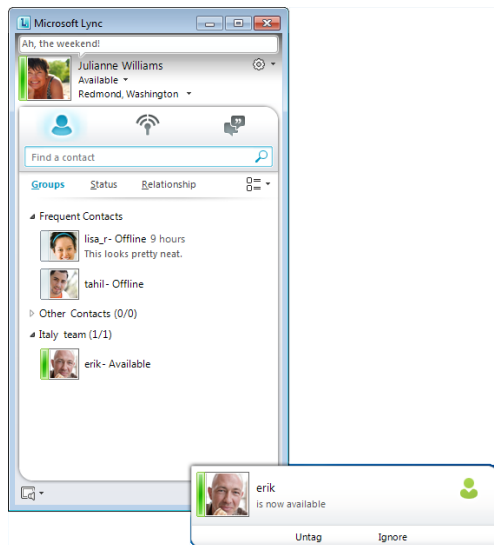 Microsoft Lync
Ah, the weekend!
Julianne Williams
Available
Redmond, Washington
Find a contact
Groups Status Relationship
Frequent Contacts
lisa_r- Offline 9 hours
This looks pretty neat.
tahil- Offline
Other Contacts (0/0)
Italy team (1/1)
erik- Available
erik
is now available
Untag Ignore